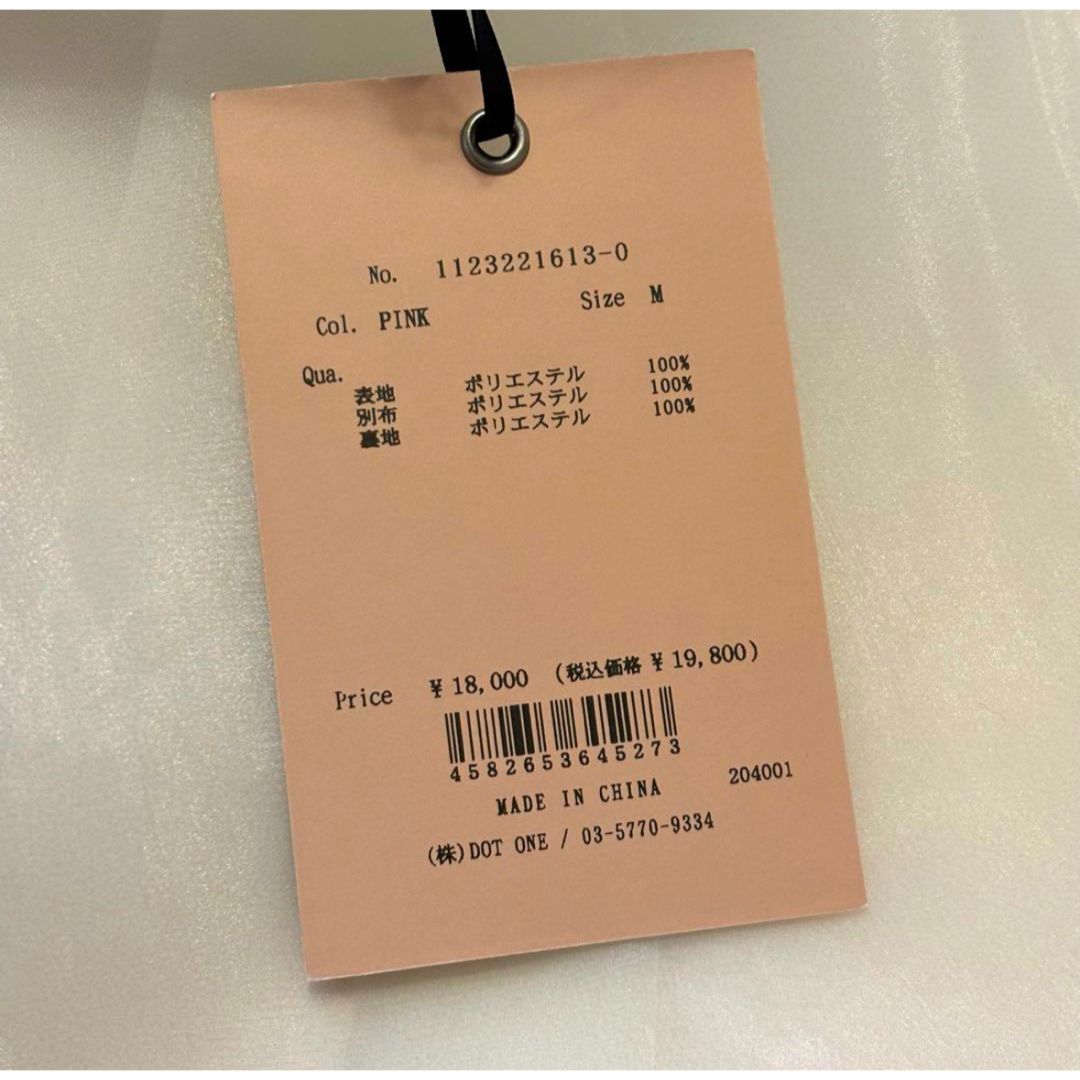 No. 1123221613-0
Col. PINK Size M
Qua.
表地 ポリエステル 100%
別布 ポリエステル 100%
裏地 ポリエステル 100%
Price ¥18,000 (税込価格 ¥19,800)
4582653645273
MADE IN CHINA 204001
(株)DOT ONE / 03-5770-9334